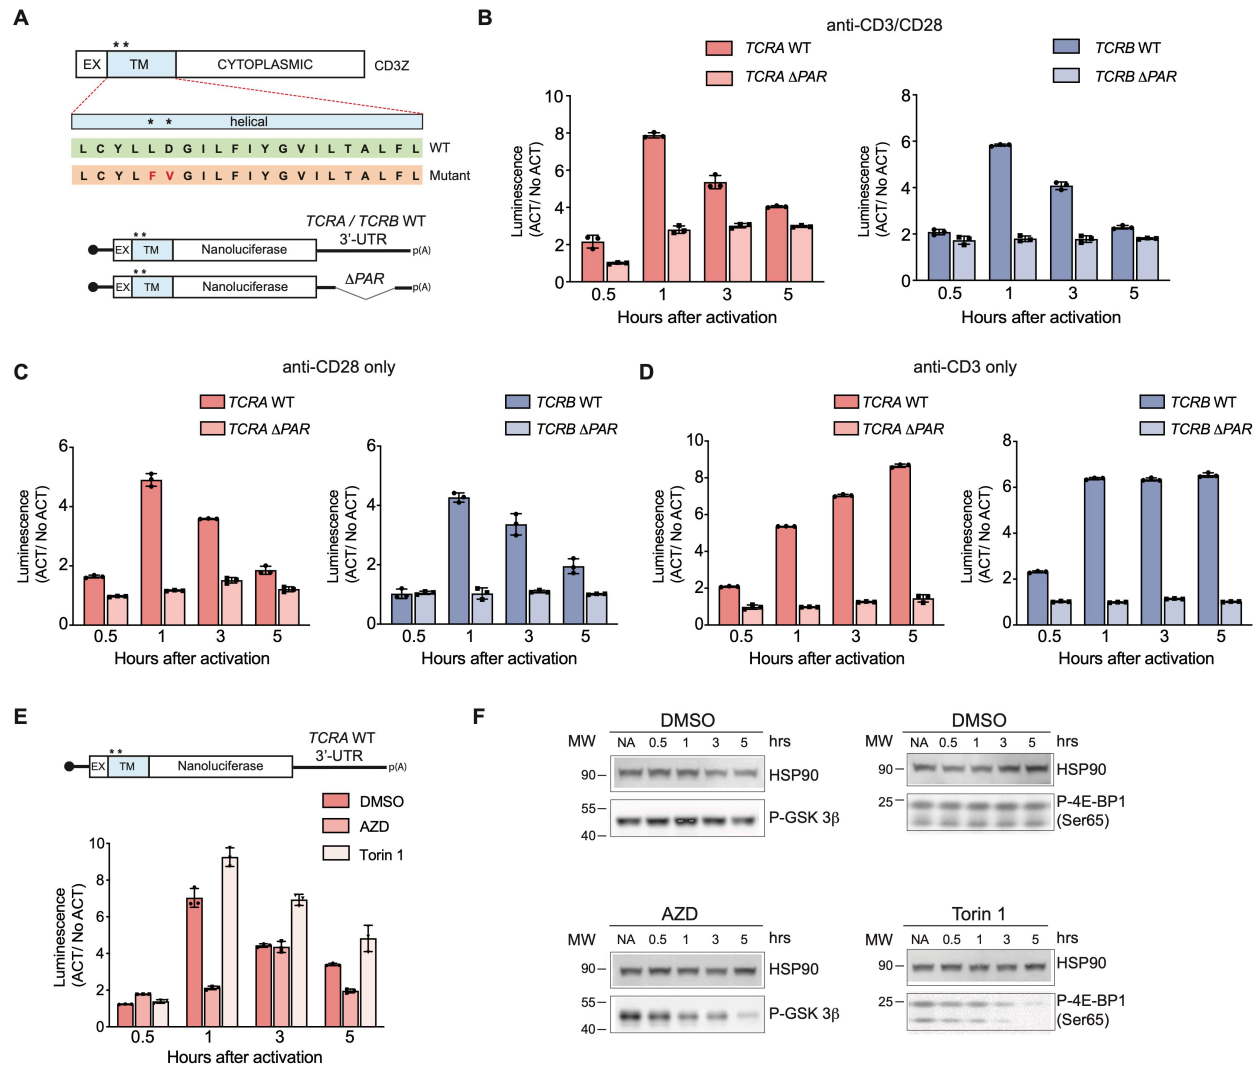 A
* *
EX TM CYTOPLASMIC CD3Z
* * helical
L C Y L L D G I L F I Y G V I L T A L F L WT
L C Y L F V G I L F I Y G V I L T A L F L Mutant
TCRA / TCRB WT
3'-UTR
* *
EX TM Nanoluciferase p(A)
* *
ΔPAR
EX TM Nanoluciferase p(A)
B
anti-CD3/CD28
TCRA WT
TCRA ΔPAR
TCRB WT
TCRB ΔPAR
Luminescence
(ACT/ No ACT)
10
8
6
4
2
0
0.5 1 3 5
Hours after activation
Luminescence
(ACT/ No ACT)
8
6
4
2
0
0.5 1 3 5
Hours after activation
C
anti-CD28 only
TCRA WT
TCRA ΔPAR
TCRB WT
TCRB ΔPAR
Luminescence
(ACT/ No ACT)
6
4
2
0
0.5 1 3 5
Hours after activation
Luminescence
(ACT/ No ACT)
6
4
2
0
0.5 1 3 5
Hours after activation
D
anti-CD3 only
TCRA WT
TCRA ΔPAR
TCRB WT
TCRB ΔPAR
Luminescence
(ACT/ No ACT)
10
8
6
4
2
0
0.5 1 3 5
Hours after activation
Luminescence
(ACT/ No ACT)
8
6
4
2
0
0.5 1 3 5
Hours after activation
E
TCRA WT
3'-UTR
* *
EX TM Nanoluciferase p(A)
DMSO
AZD
Torin 1
Luminescence
(ACT/ No ACT)
10
8
6
4
2
0
0.5 1 3 5
Hours after activation
F
DMSO
MW NA 0.5 1 3 5 hrs
90 HSP90
55
P-GSK 3β
40
DMSO
MW NA 0.5 1 3 5 hrs
90 HSP90
25 P-4E-BP1
(Ser65)
AZD
MW NA 0.5 1 3 5 hrs
90 HSP90
55
P-GSK 3β
40
Torin 1
MW NA 0.5 1 3 5 hrs
90 HSP90
25 P-4E-BP1
(Ser65)